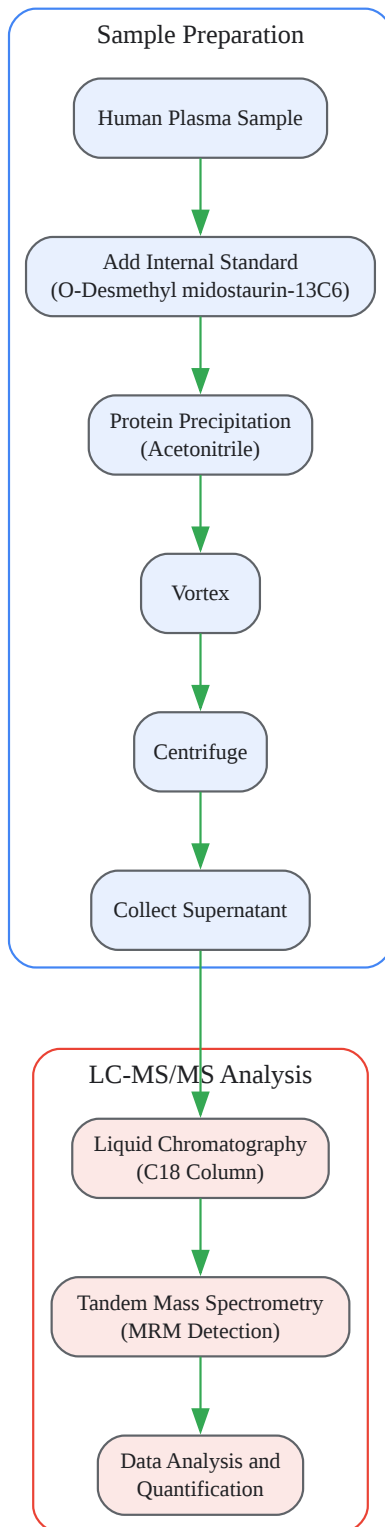 Sample Preparation
Human Plasma Sample
Add Internal Standard
(O-Desmethyl midostaurin-13C6)
Protein Precipitation
(Acetonitrile)
Vortex
Centrifuge
Collect Supernatant
LC-MS/MS Analysis
Liquid Chromatography
(C18 Column)
Tandem Mass Spectrometry
(MRM Detection)
Data Analysis and
Quantification